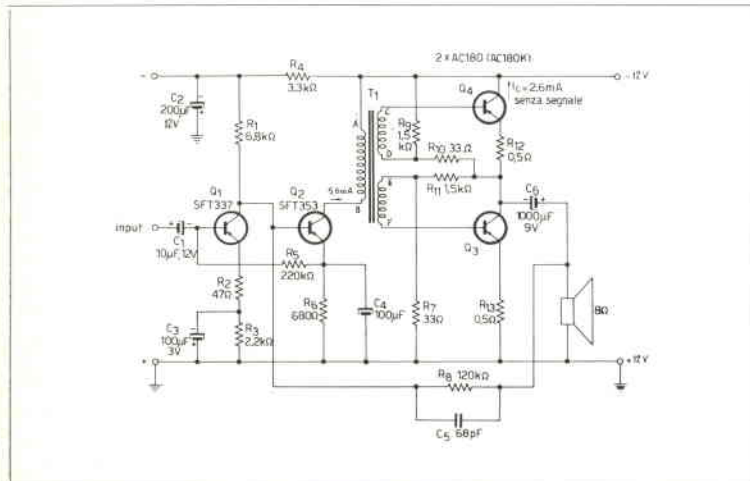 2 x AC180 (AC180K)
-
R4
3,3kΩ
-12V
C2
200µF
12V
R1
6,8kΩ
T1
A
C
R9
1,5
kΩ
D
R10 33Ω
R11 1,5kΩ
Q4
Ic=2,6mA
senza segnale
R12
0,5Ω
Q1
SFT337
Q2
SFT353
5,6mA
B
F
C6
1000µF
9V
input
C1
10µF,12V
R5
220kΩ
Q3
R2
47Ω
R6
680Ω
C4
100µF
R7
33Ω
R13
0,5Ω
8Ω
C3
100µF
3V
R3
2,2kΩ
+
+12V
R8 120kΩ
C5 68pF